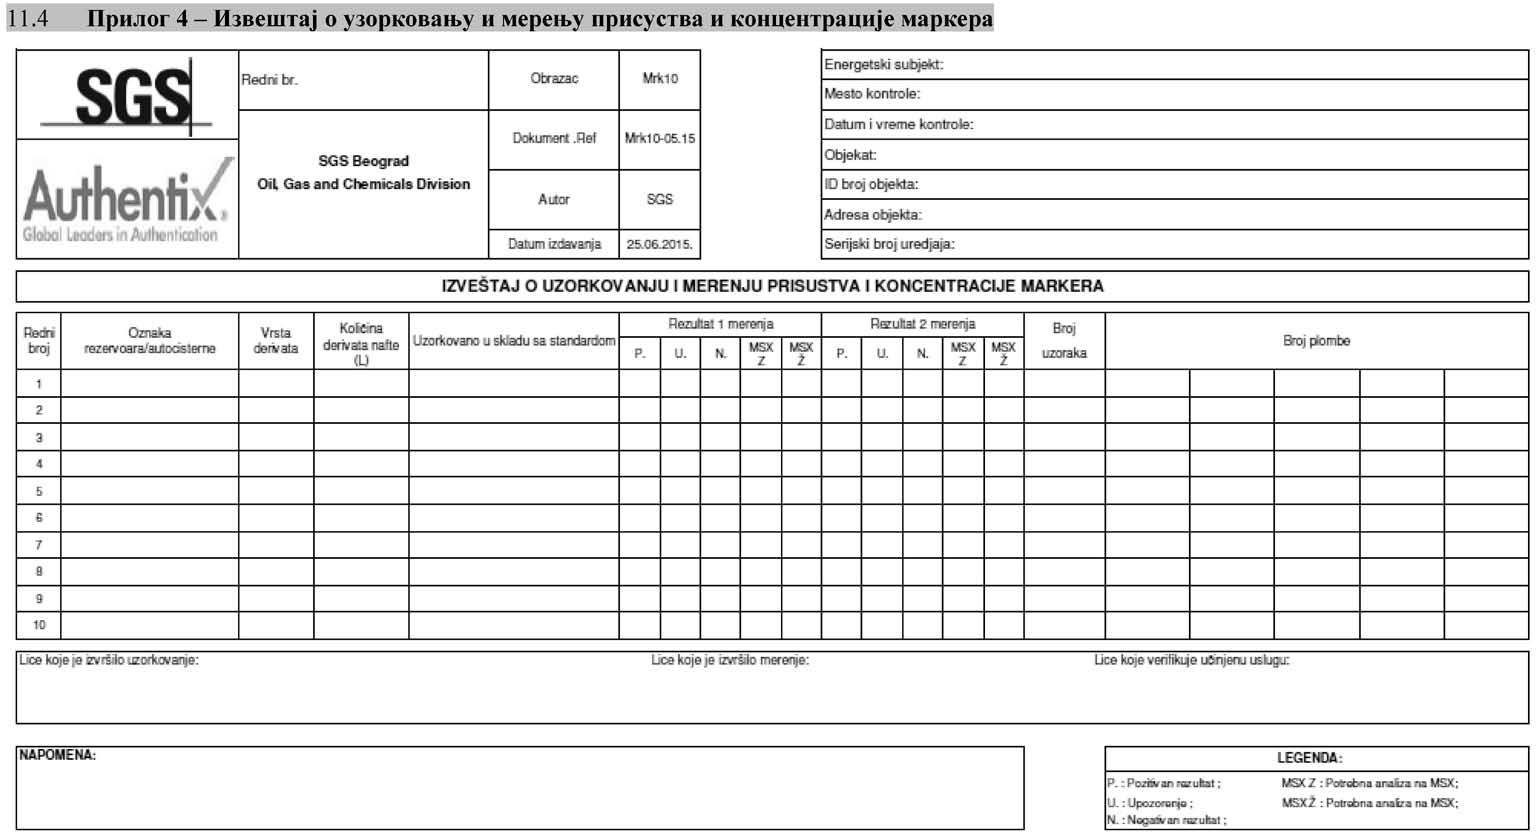 11.4 Прилог 4 – Извештај о узорковању и мерењу присуства и концентрације маркера
SGS
Authentix®
Global Leaders in Authentication
Redni br.
SGS Beograd
Oil, Gas and Chemicals Division
Obrazac Mrk10
Dokument .Ref Mrk10-05.15
Autor SGS
Datum izdavanja 25.06.2015.
Energetski subjekt:
Mesto kontrole:
Datum i vreme kontrole:
Objekat:
ID broj objekta:
Adresa objekta:
Serijski broj uredjaja:
IZVEŠTAJ O UZORKOVANJU I MERENJU PRISUSTVA I KONCENTRACIJE MARKERA
Redni
broj
Oznaka
rezervoara/autocisterne
Vrsta
derivata
Količina
derivata nafte
(L)
Uzorkovano u skladu sa standardom
Rezultat 1 merenja
P. U. N. MSX Z MSX Ž
Rezultat 2 merenja
P. U. N. MSX Z MSX Ž
Broj
uzoraka
Broj plombe
1
2
3
4
5
6
7
8
9
10
Lice koje je izvršilo uzorkovanje: Lice koje je izvršilo merenje: Lice koje verifikuje učinjenu uslugu:
NAPOMENA:
LEGENDA:
P. : Pozitivan rezultat ; MSX Z : Potrebna analiza na MSX;
U. : Upozorenje ; MSX Ž : Potrebna analiza na MSX;
N. : Negativan rezultat ;